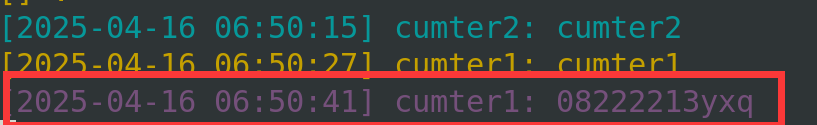 [2025-04-16 06:50:15] cumter2: cumter2
[2025-04-16 06:50:27] cumter1: cumter1
[2025-04-16 06:50:41] cumter1: 08222213yxq